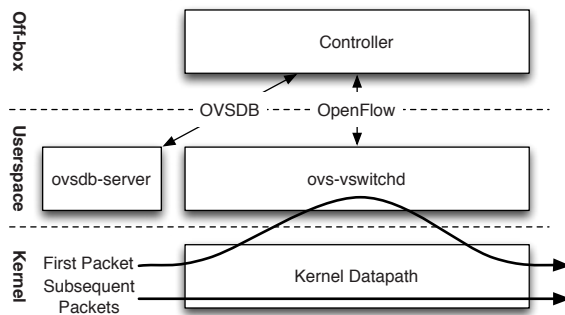 Off-box
Controller
OVSDB
OpenFlow
Userspace
ovsdb-server
ovs-vswitchd
Kernel
First Packet
Subsequent
Packets
Kernel Datapath